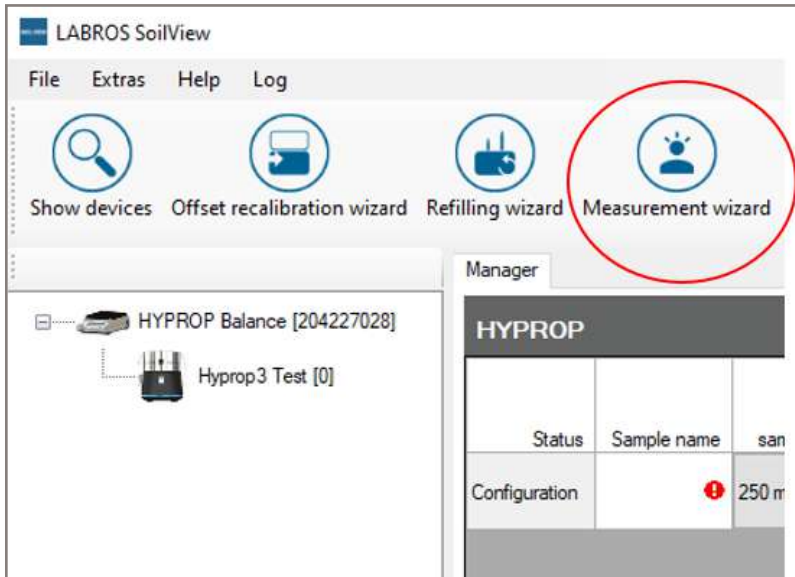 LABROS SoilView
File Extras Help Log
Show devices Offset recalibration wizard Refilling wizard Measurement wizard
Manager
HYPROP Balance [204227028]
Hyprop3 Test [0]
HYPROP
Status Sample name san
Configuration 250 m